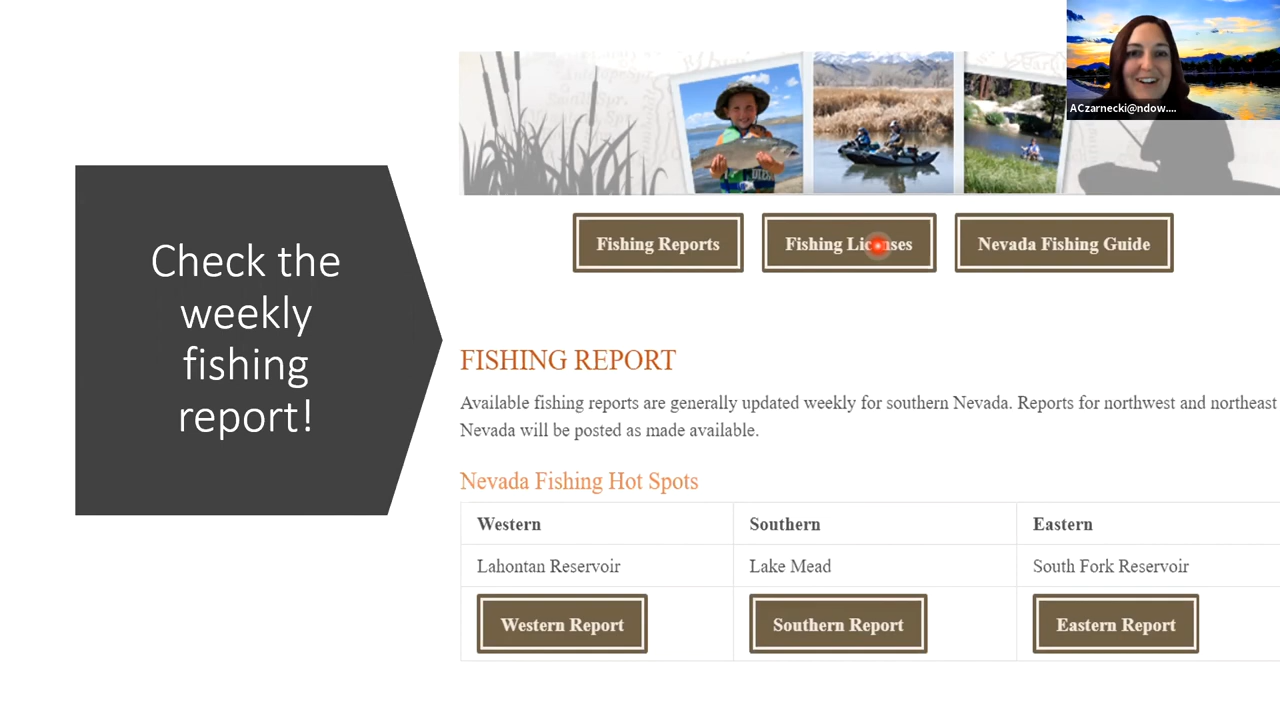 ACzarnecki@ndow....
Check the
weekly
fishing
report!
Fishing Reports
Fishing Licenses
Nevada Fishing Guide
FISHING REPORT
Available fishing reports are generally updated weekly for southern Nevada. Reports for northwest and northeast
Nevada will be posted as made available.
Nevada Fishing Hot Spots
Western
Southern
Eastern
Lahontan Reservoir
Lake Mead
South Fork Reservoir
Western Report
Southern Report
Eastern Report